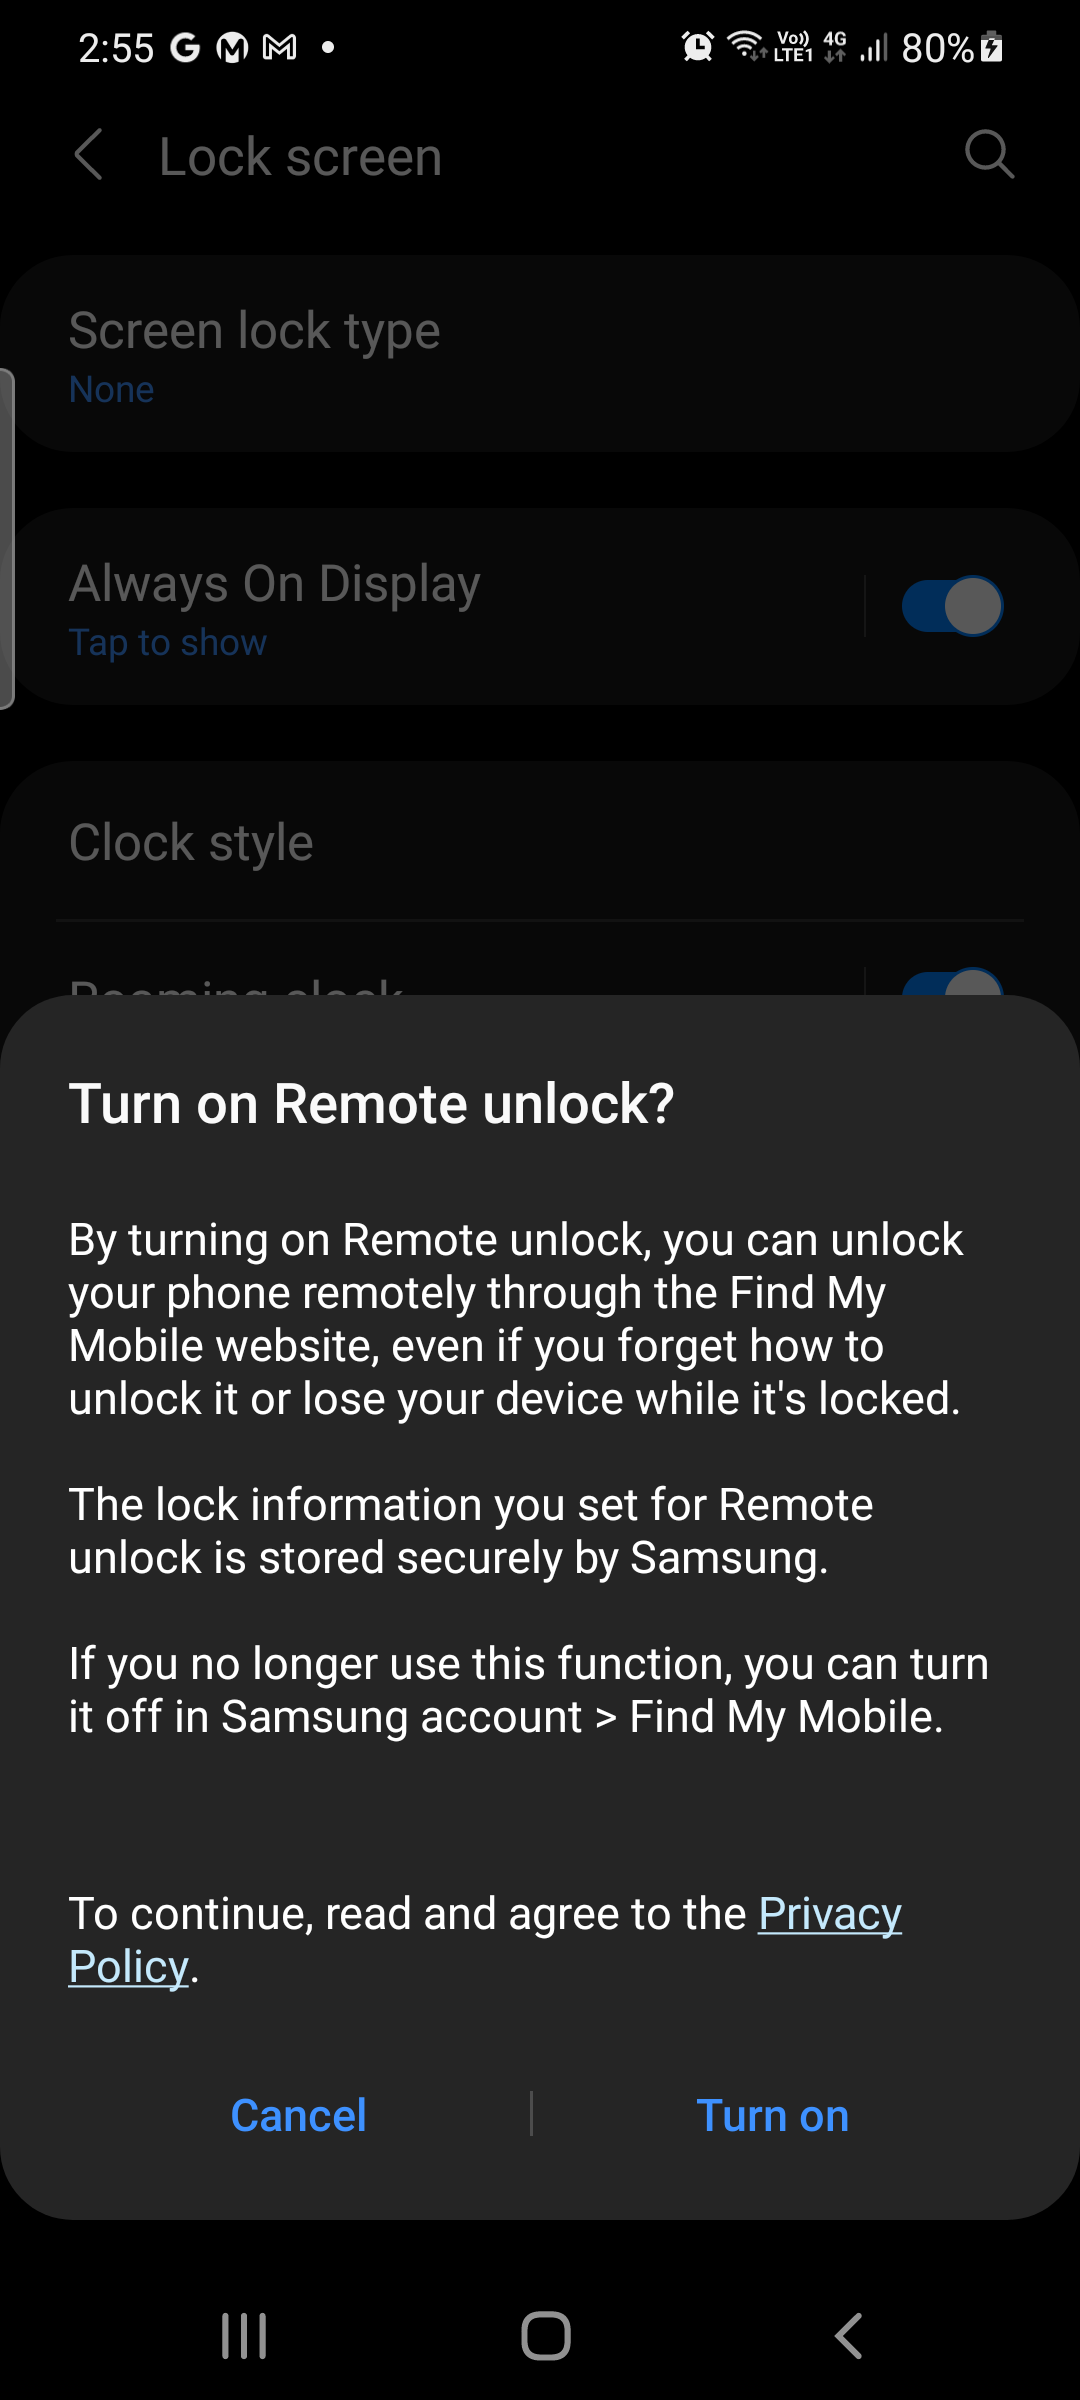 2:55
Vo)) LTE1 4G 80%
Lock screen
Screen lock type
None
Always On Display
Tap to show
Clock style
Roaming clock
Turn on Remote unlock?
By turning on Remote unlock, you can unlock
your phone remotely through the Find My
Mobile website, even if you forget how to
unlock it or lose your device while it's locked.
The lock information you set for Remote
unlock is stored securely by Samsung.
If you no longer use this function, you can turn
it off in Samsung account > Find My Mobile.
To continue, read and agree to the Privacy
Policy.
Cancel
Turn on